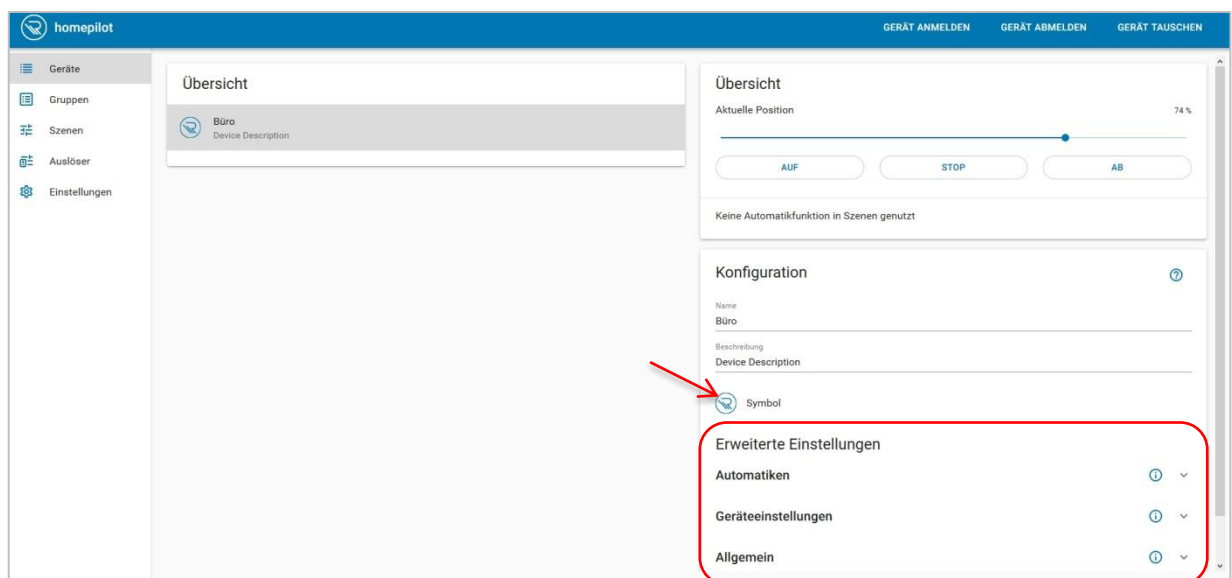 homepilot
GERÄT ANMELDEN GERÄT ABMELDEN GERÄT TAUSCHEN
Geräte
Gruppen
Szenen
Auslöser
Einstellungen
Übersicht
Büro
Device Description
Übersicht
Aktuelle Position 74 %
AUF STOP AB
Keine Automatikfunktion in Szenen genutzt
Konfiguration
Name
Büro
Beschreibung
Device Description
Symbol
Erweiterte Einstellungen
Automatiken
Geräteeinstellungen
Allgemein